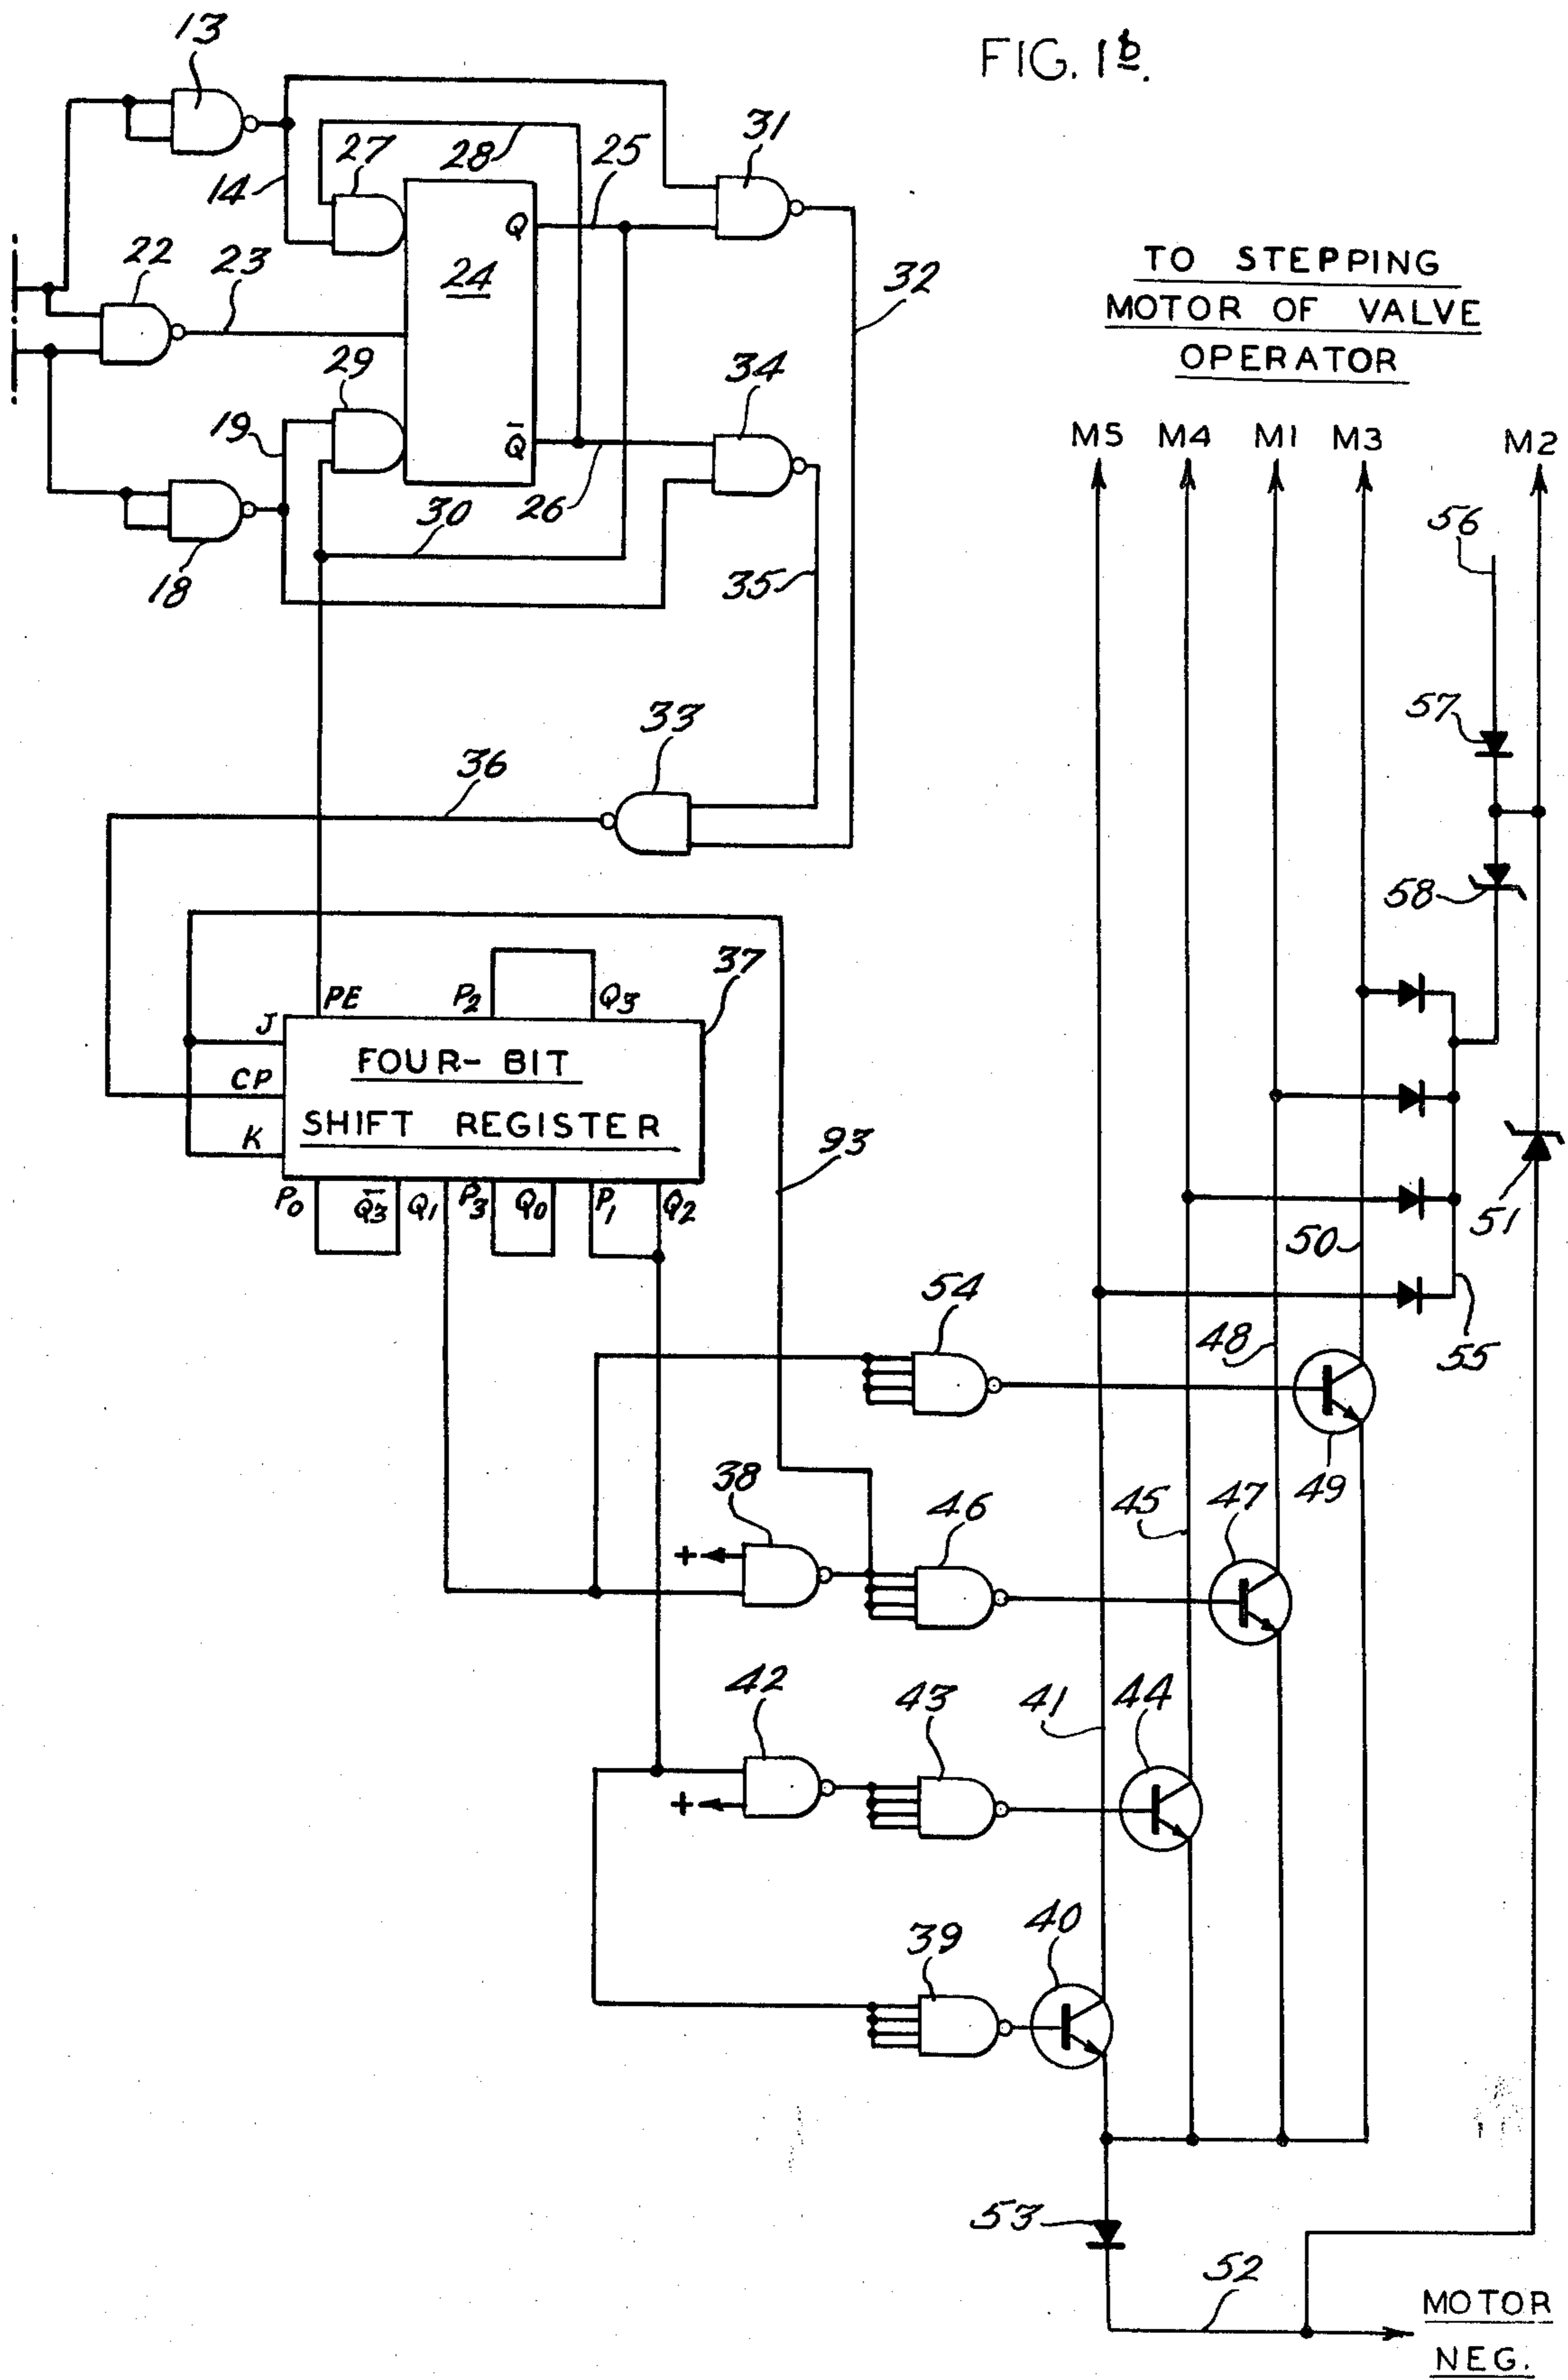 FIG. 1b.
13
27
28
25
31
14
Q
22
23
24
32
TO STEPPING
MOTOR OF VALVE
OPERATOR
29
34
19
Q̅
M5 M4 M1 M3 M2
18
30
26
35
56
33
36
57
58
37
PE P2 Q3
J
FOUR-BIT
CP
SHIFT REGISTER
K
93
51
P0 Q̅3 Q1 P3 Q0 P1 Q2
50
54
48
55
38
46
45
47
49
+
42
43
41
44
+
39
40
53
52
MOTOR
NEG.